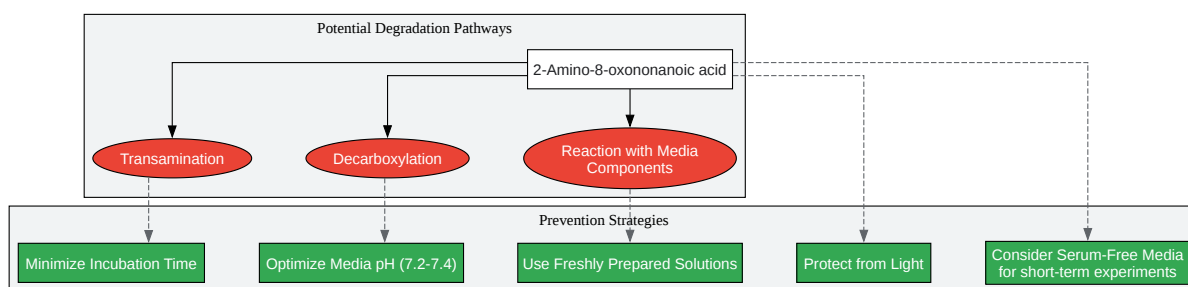 Potential Degradation Pathways
2-Amino-8-oxononanoic acid
Transamination
Decarboxylation
Reaction with Media
Components
Prevention Strategies
Minimize Incubation Time
Optimize Media pH (7.2-7.4)
Use Freshly Prepared Solutions
Protect from Light
Consider Serum-Free Media
for short-term experiments